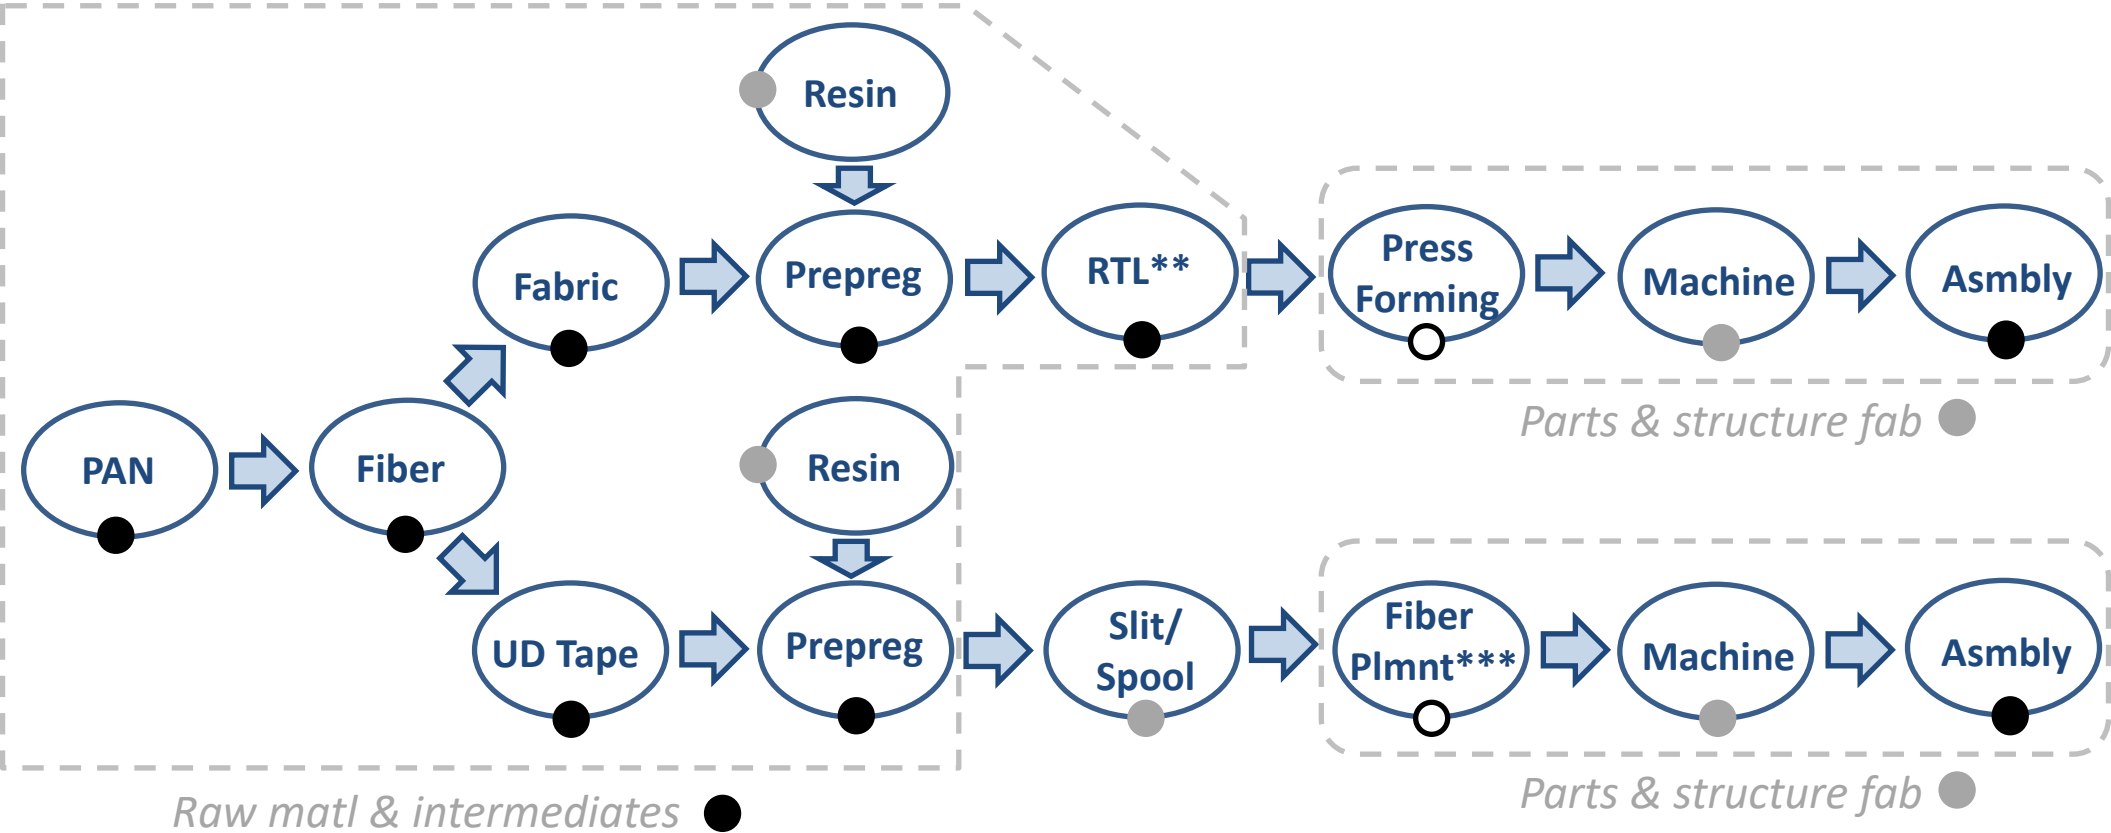 Resin
Fabric
Prepreg
RTL**
Press
Forming
Machine
Asmbly
Parts & structure fab
PAN
Fiber
Resin
UD Tape
Prepreg
Slit/
Spool
Fiber
Plmnt***
Machine
Asmbly
Parts & structure fab
Raw matl & intermediates